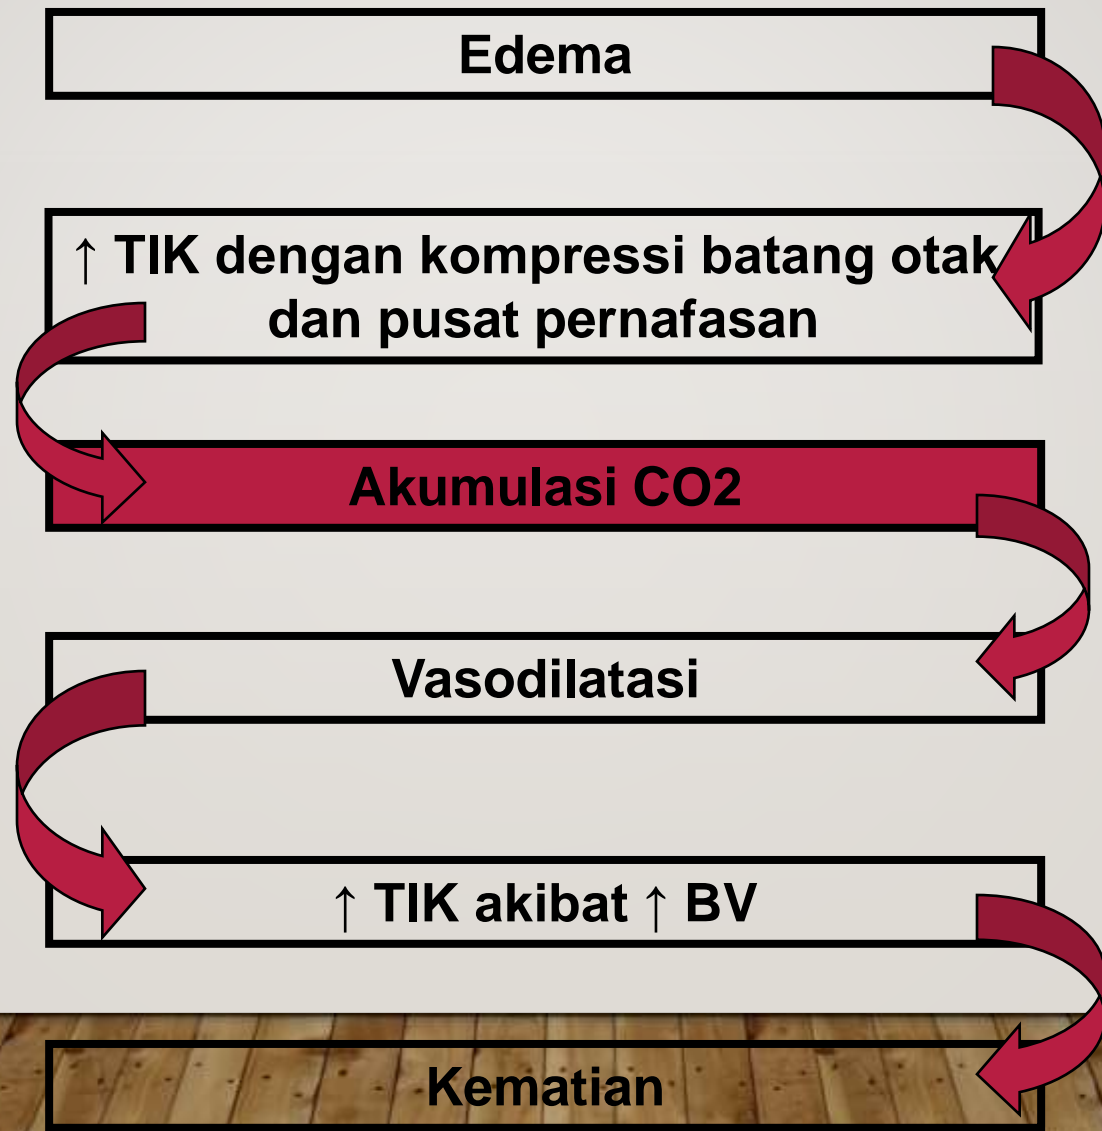 Edema
↑ TIK dengan kompressi batang otak
dan pusat pernafasan
Akumulasi CO2
Vasodilatasi
↑ TIK akibat ↑ BV
Kematian